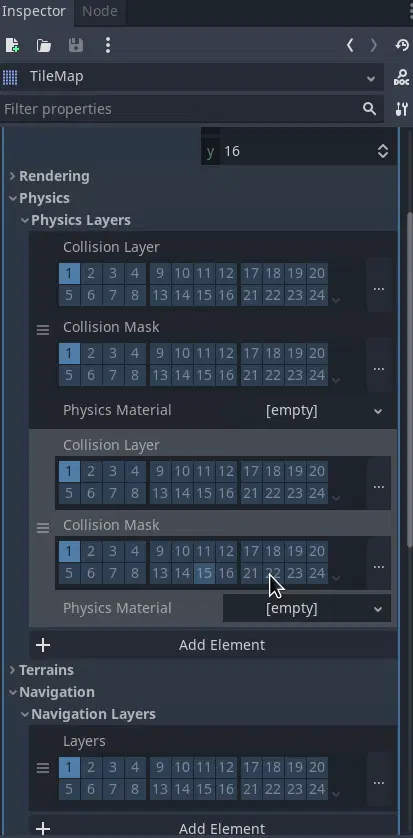 Inspector Node
TileMap
Filter properties
y 16
Rendering
Physics
Physics Layers
Collision Layer
1 2 3 4 9 10 11 12 17 18 19 20
5 6 7 8 13 14 15 16 21 22 23 24
...
Collision Mask
1 2 3 4 9 10 11 12 17 18 19 20
5 6 7 8 13 14 15 16 21 22 23 24
...
Physics Material [empty]
Collision Layer
1 2 3 4 9 10 11 12 17 18 19 20
5 6 7 8 13 14 15 16 21 22 23 24
...
Collision Mask
1 2 3 4 9 10 11 12 17 18 19 20
5 6 7 8 13 14 15 16 21 22 23 24
...
Physics Material [empty]
Add Element
Terrains
Navigation
Navigation Layers
Layers
1 2 3 4 9 10 11 12 17 18 19 20
5 6 7 8 13 14 15 16 21 22 23 24
...
Add Element